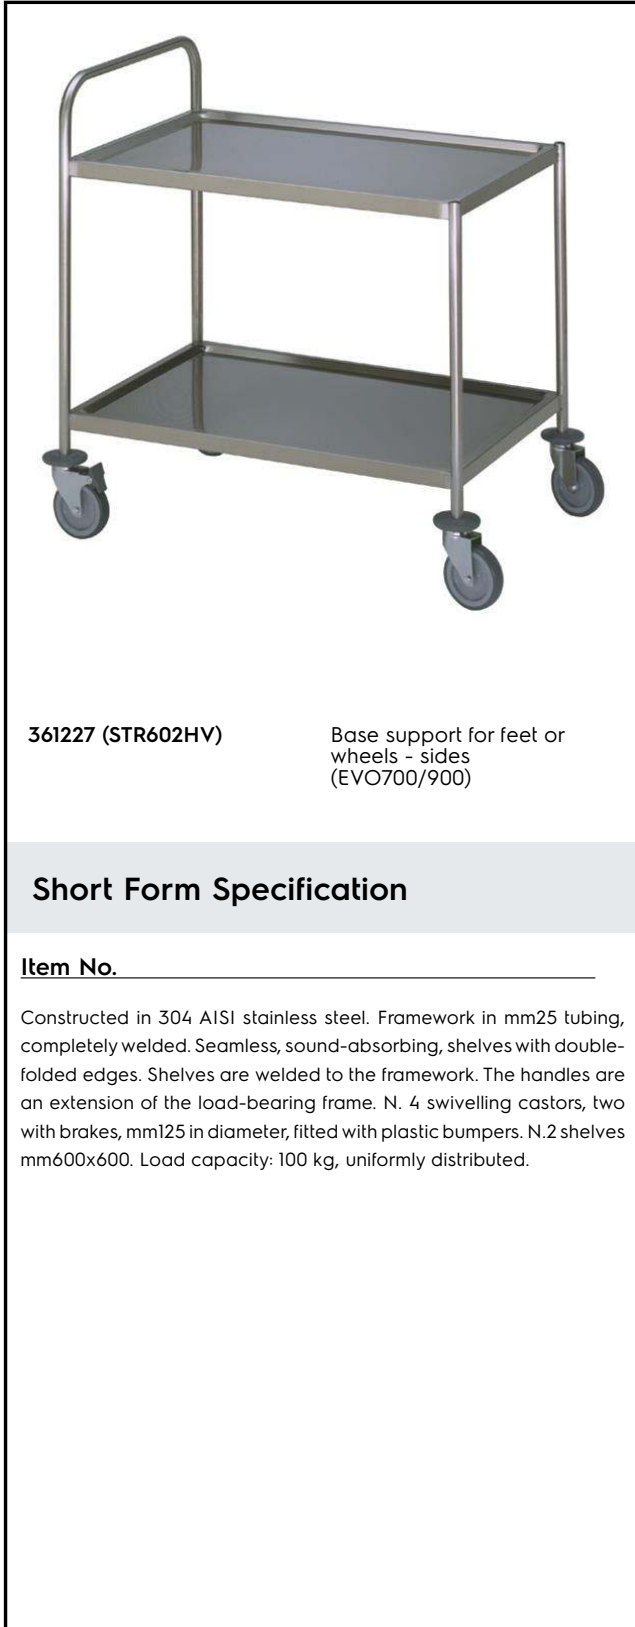 361227 (STR602HV)
Base support for feet or
wheels - sides
(EVO700/900)
Short Form Specification
Item No.
Constructed in 304 AISI stainless steel. Framework in mm25 tubing,
completely welded. Seamless, sound-absorbing, shelves with double-
folded edges. Shelves are welded to the framework. The handles are
an extension of the load-bearing frame. N. 4 swivelling castors, two
with brakes, mm125 in diameter, fitted with plastic bumpers. N.2 shelves
mm600x600. Load capacity: 100 kg, uniformly distributed.